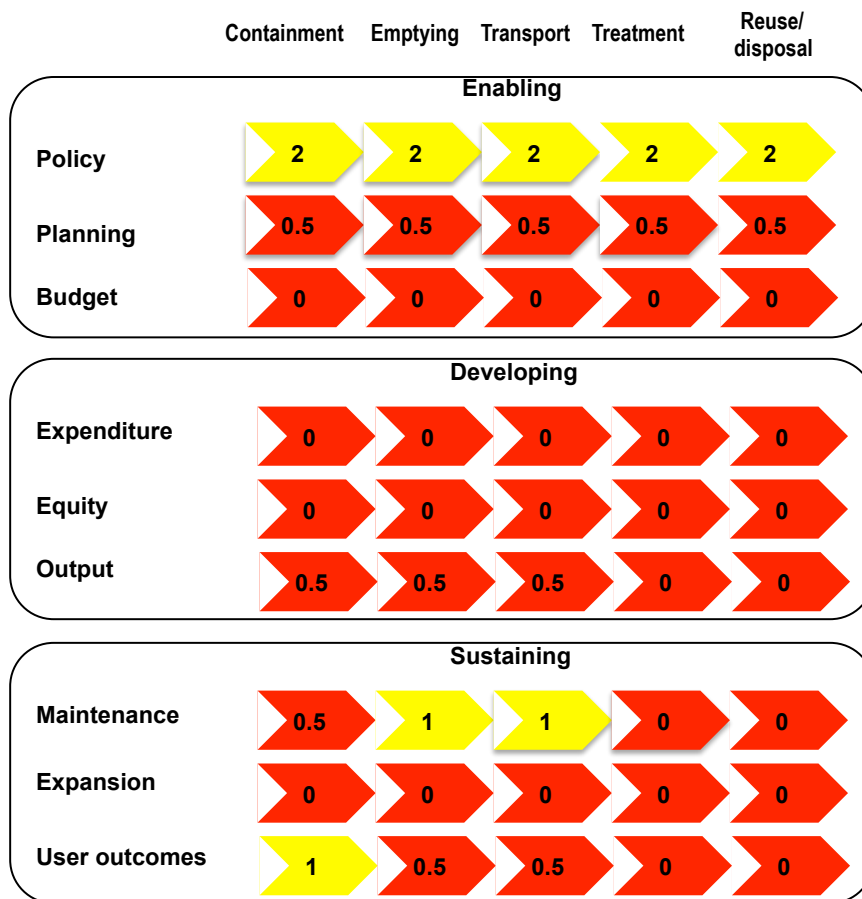 Containment Emptying Transport Treatment Reuse/
disposal
Enabling
Policy 2 2 2 2 2
Planning 0.5 0.5 0.5 0.5 0.5
Budget 0 0 0 0 0
Developing
Expenditure 0 0 0 0 0
Equity 0 0 0 0 0
Output 0.5 0.5 0.5 0 0
Sustaining
Maintenance 0.5 1 1 0 0
Expansion 0 0 0 0 0
User outcomes 1 0.5 0.5 0 0